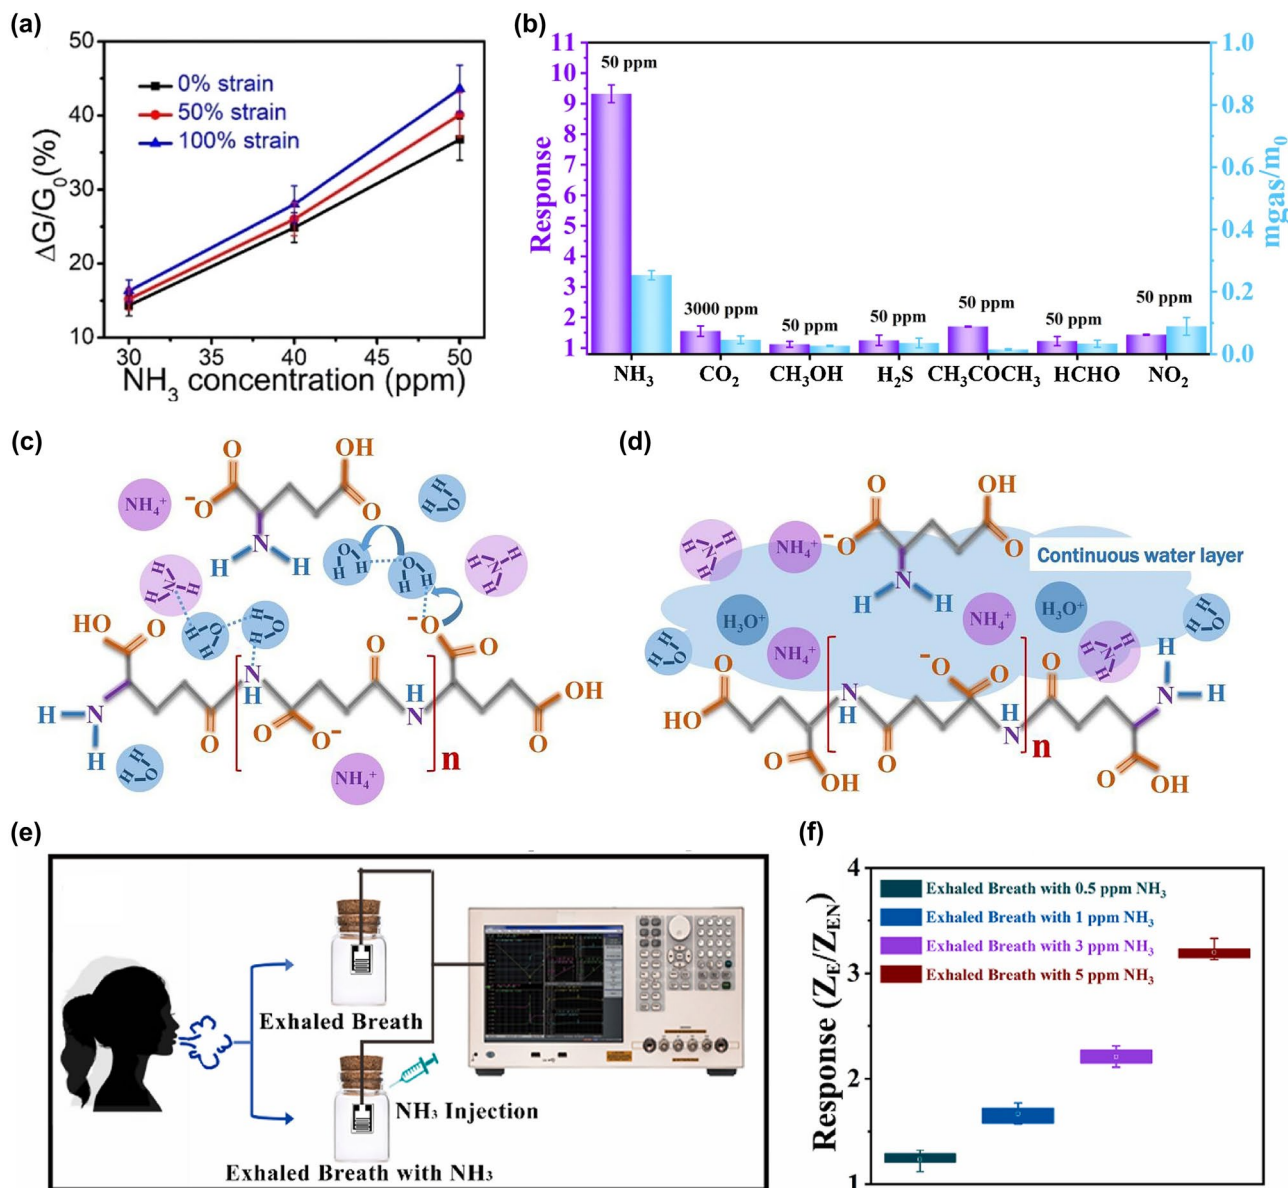 (a)
50
40
30
20
10
ΔG/G₀(%)
0% strain
50% strain
100% strain
30 35 40 45 50
NH₃ concentration (ppm)
(b)
11
10
9
8
7
6
5
4
3
2
1
Response
50 ppm
3000 ppm
50 ppm
50 ppm
50 ppm
50 ppm
50 ppm
1.0
0.8
0.6
0.4
0.2
0.0
mgas/m₀
NH₃ CO₂ CH₃OH H₂S CH₃COCH₃ HCHO NO₂
(c)
O OH
NH₄⁺
⁻O O
H O H
N
H H
H O H
H O H
H N H H
H N H H
HO O
H O H
H O H
⁻O O
N H
O
H N
OH
H N
O
O O⁻
n
O
H
H O H
NH₄⁺
(d)
O OH
H N H H
NH₄⁺
⁻O O
Continuous water layer
N
H H
H₃O⁺
NH₄⁺
H₃O⁺
H O H
H O H
NH₄⁺
H N H H
H
O
N H
⁻O O
O
N H
HO
H N
O OH
O
n
O OH
(e)
Exhaled Breath
NH₃ Injection
Exhaled Breath with NH₃
(f)
4
3
2
1
Response (Z_E/Z_EN)
Exhaled Breath with 0.5 ppm NH₃
Exhaled Breath with 1 ppm NH₃
Exhaled Breath with 3 ppm NH₃
Exhaled Breath with 5 ppm NH₃